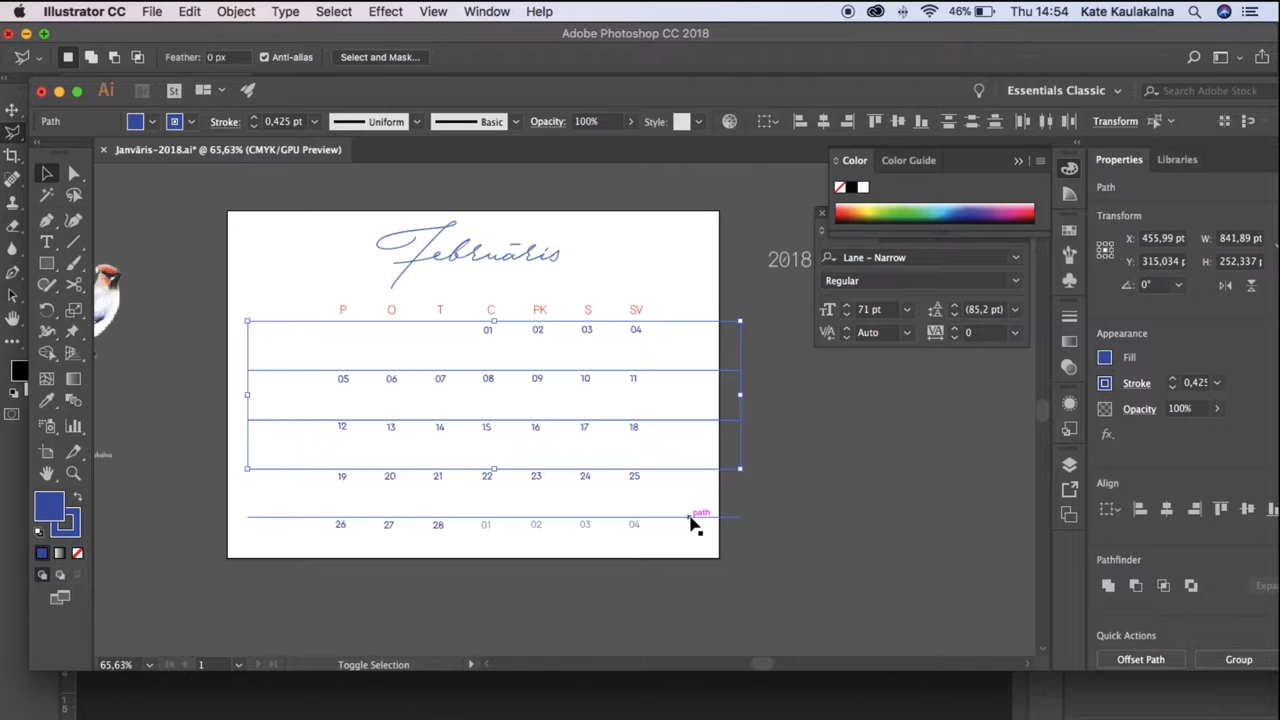 Illustrator CC File Edit Object Type Select Effect View Window Help 46% Thu 14:54 Kate Kaulakalna
Adobe Photoshop CC 2018
Feather: 0 px Anti-alias Select and Mask...
Ai Br St Essentials Classic Search Adobe Stock
Path Stroke: 0,425 pt Uniform Basic Opacity: 100% Style: Transform
Janvāris-2018.ai* @ 65,63% (CMYK/GPU Preview)
Color Color Guide
Properties Libraries
Path
Transform
X: 455,99 pt W: 841,89 pt
Y: 315,034 pt H: 252,337
0°
Februāris
2018
Lane - Narrow
Regular
71 pt (85,2 pt)
Auto 0
P O T C PK S SV
01 02 03 04
05 06 07 08 09 10 11
12 13 14 15 16 17 18
19 20 21 22 23 24 25
26 27 28 01 02 03 04
path
Appearance
Fill
Stroke 0,425
Opacity 100%
fx.
Align
Pathfinder
Expa
Quick Actions
Offset Path Group
65,63% 1 Toggle Selection